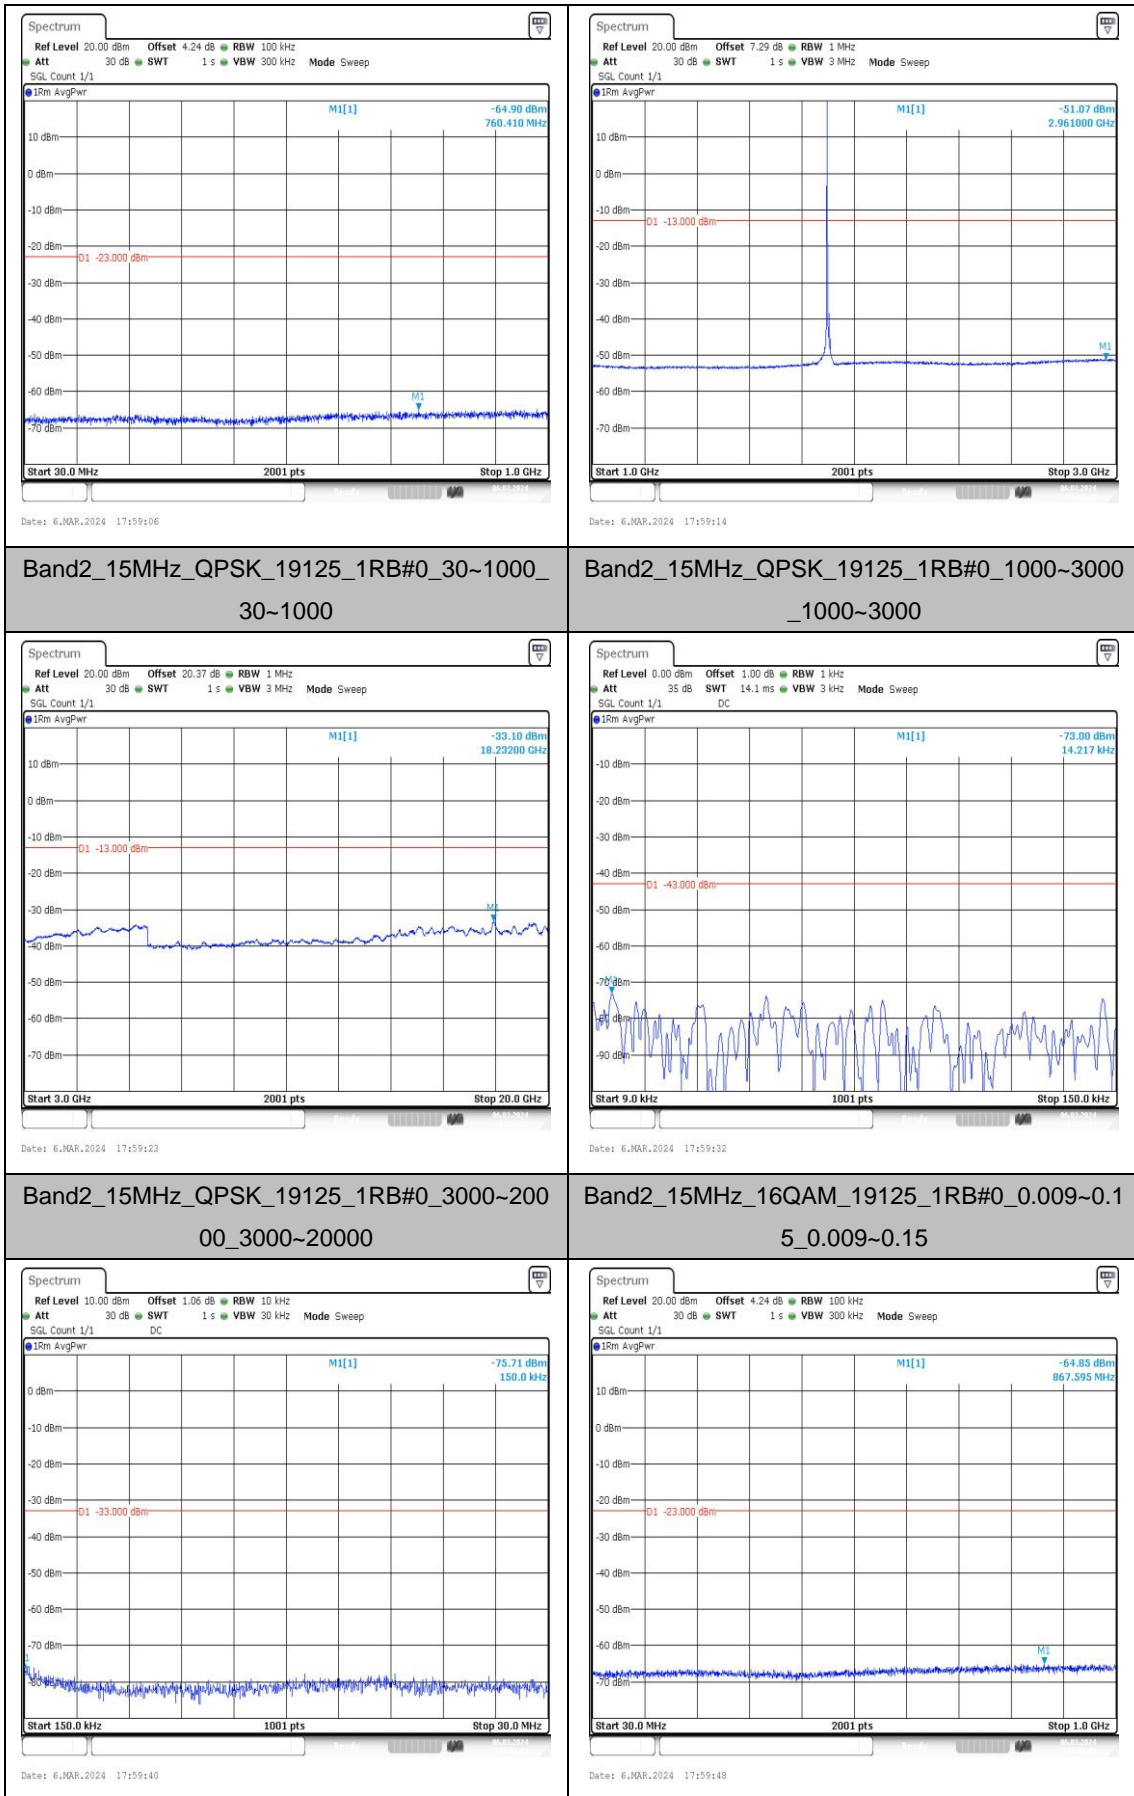 Spectrum
Ref Level 20.00 dBm Offset 4.24 dB RBW 100 kHz
Att 30 dB SWT 1 s VBW 300 kHz Mode Sweep
SGL Count 1/1
1Rm AvgPwr
M1[1] -64.90 dBm
760.410 MHz
10 dBm
0 dBm
-10 dBm
-20 dBm
D1 -23.000 dBm
-30 dBm
-40 dBm
-50 dBm
-60 dBm
M1
-70 dBm
Start 30.0 MHz 2001 pts Stop 1.0 GHz
Date: 6.MAR.2024 17:59:06
Spectrum
Ref Level 20.00 dBm Offset 7.29 dB RBW 1 MHz
Att 30 dB SWT 1 s VBW 3 MHz Mode Sweep
SGL Count 1/1
1Rm AvgPwr
M1[1] -51.07 dBm
2.961000 GHz
10 dBm
0 dBm
-10 dBm
D1 -13.000 dBm
-20 dBm
-30 dBm
-40 dBm
-50 dBm
M1
-60 dBm
-70 dBm
Start 1.0 GHz 2001 pts Stop 3.0 GHz
Date: 6.MAR.2024 17:59:14
Band2_15MHz_QPSK_19125_1RB#0_30~1000_
30~1000
Band2_15MHz_QPSK_19125_1RB#0_1000~3000
_1000~3000
Spectrum
Ref Level 20.00 dBm Offset 20.37 dB RBW 1 MHz
Att 30 dB SWT 1 s VBW 3 MHz Mode Sweep
SGL Count 1/1
1Rm AvgPwr
M1[1] -33.10 dBm
18.23200 GHz
10 dBm
0 dBm
-10 dBm
D1 -13.000 dBm
-20 dBm
-30 dBm
M1
-40 dBm
-50 dBm
-60 dBm
-70 dBm
Start 3.0 GHz 2001 pts Stop 20.0 GHz
Date: 6.MAR.2024 17:59:23
Spectrum
Ref Level 0.00 dBm Offset 1.00 dB RBW 1 kHz
Att 35 dB SWT 14.1 ms VBW 3 kHz Mode Sweep
SGL Count 1/1 DC
1Rm AvgPwr
M1[1] -73.00 dBm
14.217 kHz
-10 dBm
-20 dBm
-30 dBm
-40 dBm
D1 -43.000 dBm
-50 dBm
-60 dBm
-70 dBm
-80 dBm
-90 dBm
Start 9.0 kHz 1001 pts Stop 150.0 kHz
Date: 6.MAR.2024 17:59:32
Band2_15MHz_QPSK_19125_1RB#0_3000~200
00_3000~20000
Band2_15MHz_16QAM_19125_1RB#0_0.009~0.1
5_0.009~0.15
Spectrum
Ref Level 10.00 dBm Offset 1.06 dB RBW 10 kHz
Att 30 dB SWT 1 s VBW 30 kHz Mode Sweep
SGL Count 1/1 DC
1Rm AvgPwr
M1[1] -75.71 dBm
150.0 kHz
0 dBm
-10 dBm
-20 dBm
-30 dBm
D1 -33.000 dBm
-40 dBm
-50 dBm
-60 dBm
-70 dBm
-80 dBm
Start 150.0 kHz 1001 pts Stop 30.0 MHz
Date: 6.MAR.2024 17:59:40
Spectrum
Ref Level 20.00 dBm Offset 4.24 dB RBW 100 kHz
Att 30 dB SWT 1 s VBW 300 kHz Mode Sweep
SGL Count 1/1
1Rm AvgPwr
M1[1] -64.85 dBm
867.595 MHz
10 dBm
0 dBm
-10 dBm
-20 dBm
D1 -23.000 dBm
-30 dBm
-40 dBm
-50 dBm
-60 dBm
M1
-70 dBm
Start 30.0 MHz 2001 pts Stop 1.0 GHz
Date: 6.MAR.2024 17:59:48